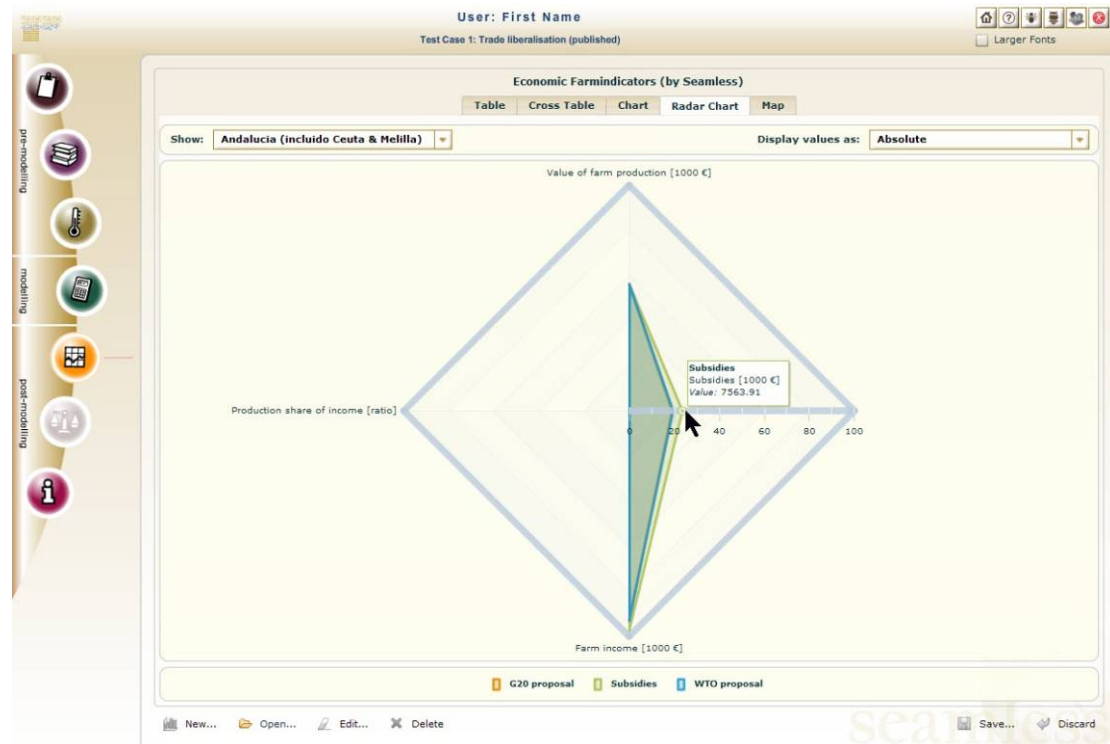 User: First Name
Test Case 1: Trade liberalisation (published)
Larger Fonts
pre-modelling
modelling
post-modelling
Economic Farmindicators (by Seamless)
Table Cross Table Chart Radar Chart Map
Show: Andalucia (incluido Ceuta & Melilla) Display values as: Absolute
Value of farm production [1000 €]
Subsidies
Subsidies [1000 €]
Value: 7563.91
Production share of income [ratio]
0 20 40 60 80 100
Farm income [1000 €]
G20 proposal Subsidies WTO proposal
New... Open... Edit... Delete Save... Discard
seamless